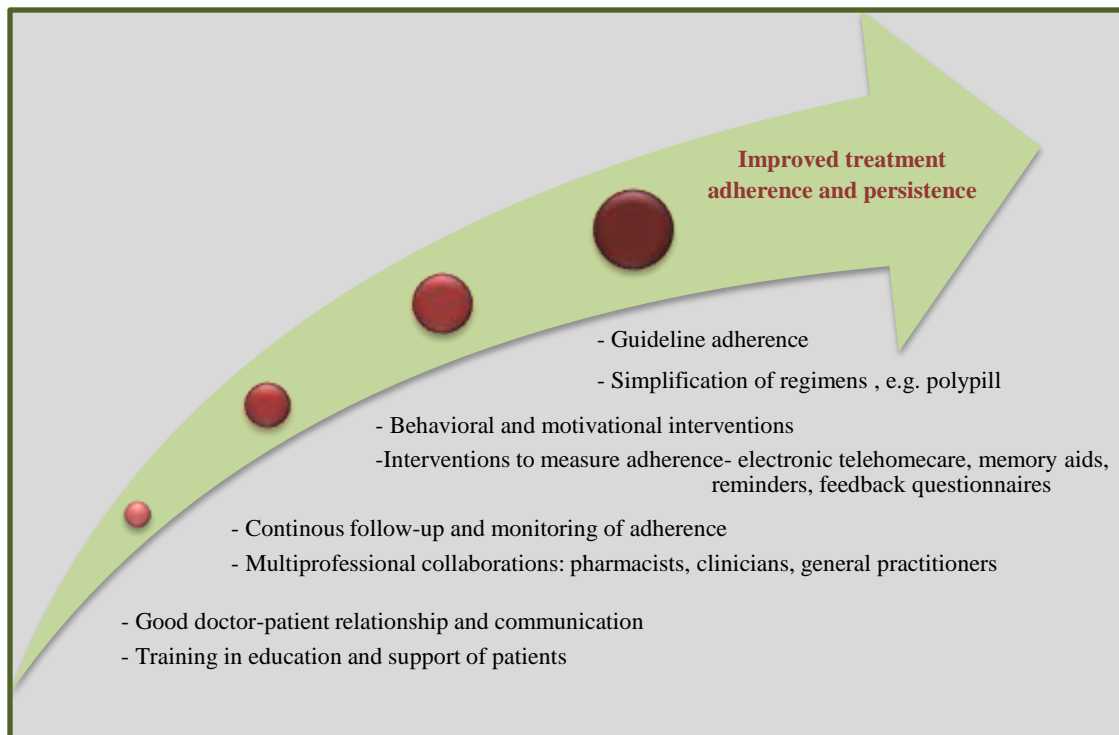 Improved treatment
adherence and persistence
- Guideline adherence
- Simplification of regimens , e.g. polypill
- Behavioral and motivational interventions
-Interventions to measure adherence- electronic telehomecare, memory aids,
reminders, feedback questionnaires
- Continous follow-up and monitoring of adherence
- Multiprofessional collaborations: pharmacists, clinicians, general practitioners
- Good doctor-patient relationship and communication
- Training in education and support of patients